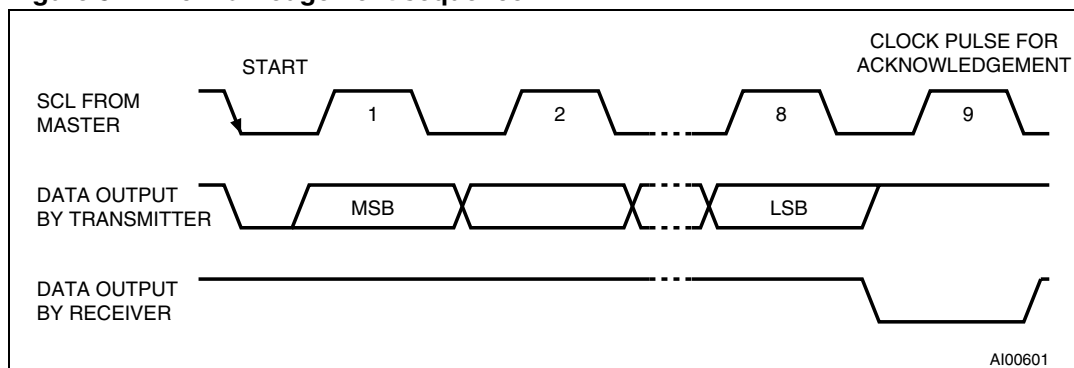 START
CLOCK PULSE FOR
ACKNOWLEDGEMENT
SCL FROM
MASTER
1
2
8
9
DATA OUTPUT
BY TRANSMITTER
MSB
LSB
DATA OUTPUT
BY RECEIVER
AI00601